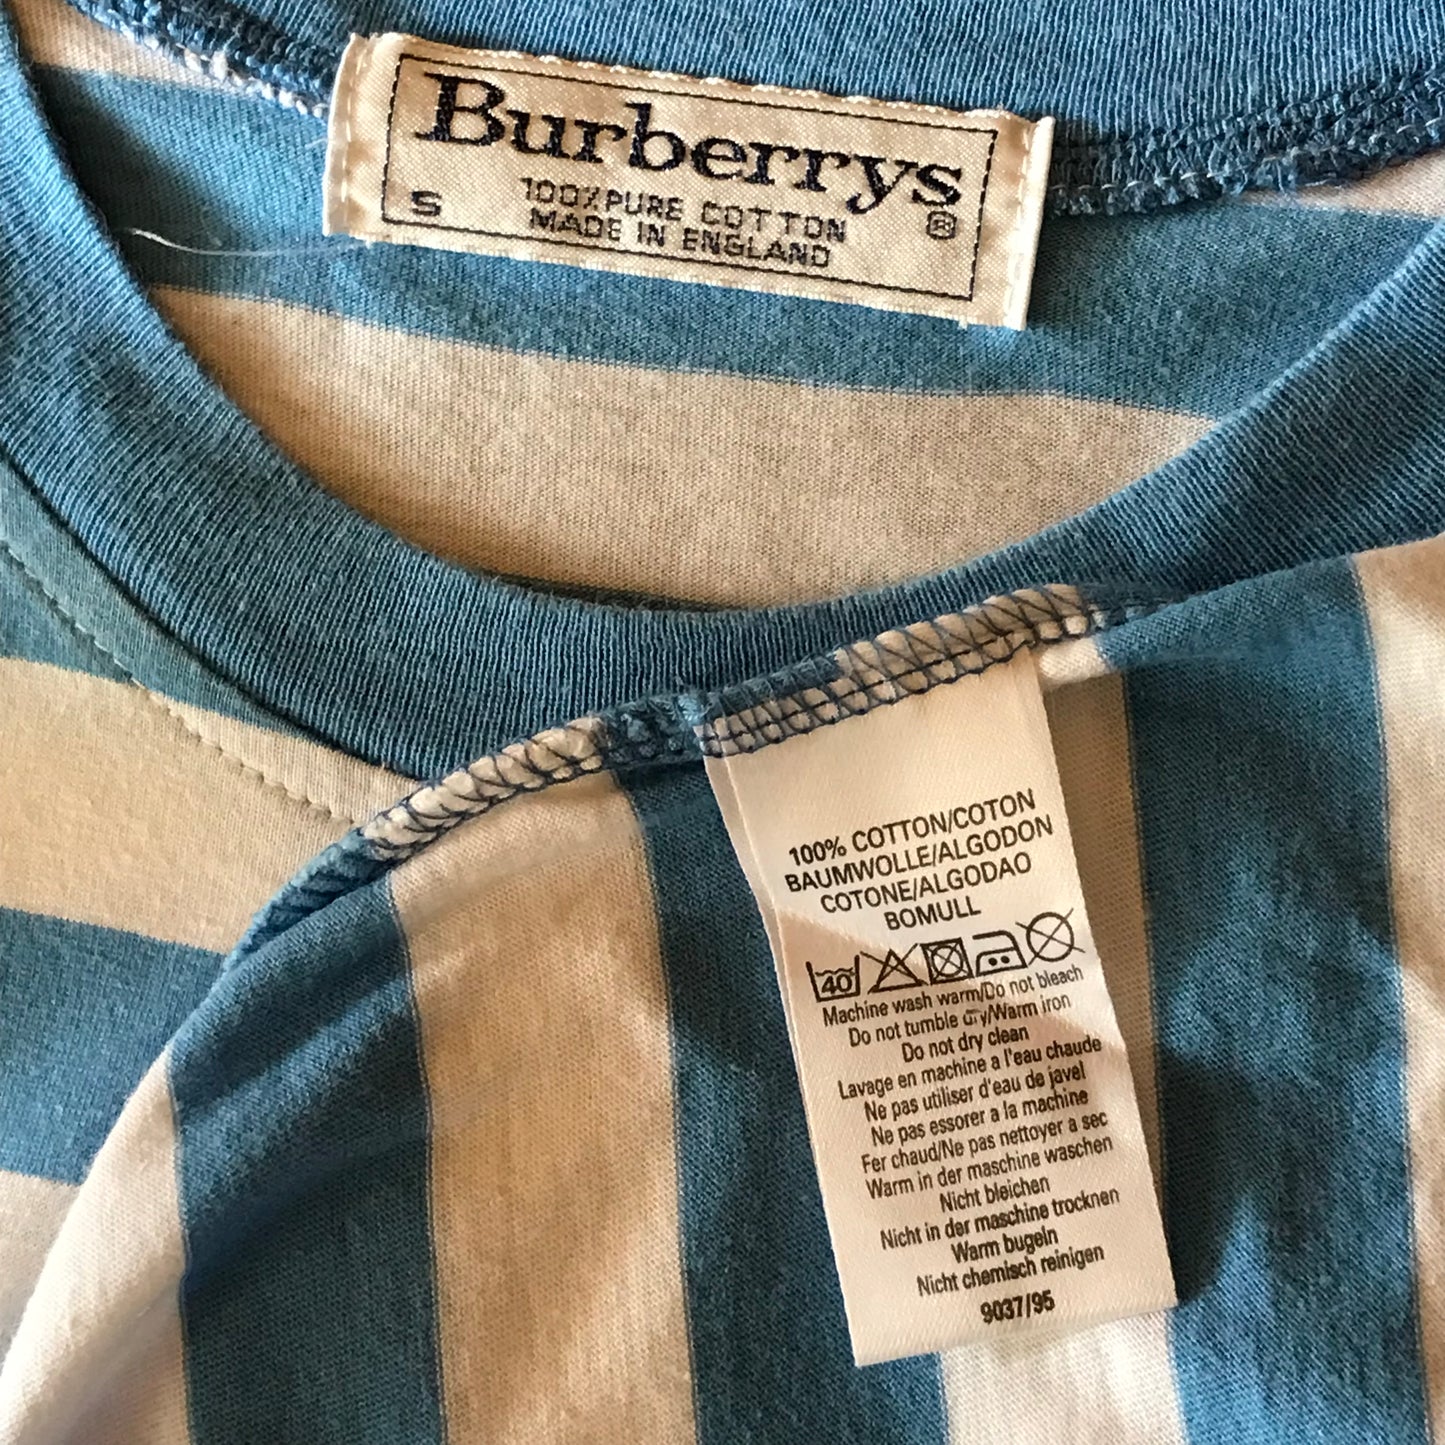 Burberrys
100% PURE COTTON
S MADE IN ENGLAND ®
100% COTTON/COTON
BAUMWOLLE/ALGODON
COTONE/ALGODAO
BOMULL
40
Machine wash warm/Do not bleach
Do not tumble dry/Warm iron
Do not dry clean
Lavage en machine a l'eau chaude
Ne pas utiliser d'eau de javel
Ne pas essorer a la machine
Fer chaud/Ne pas nettoyer a sec
Warm in der maschine waschen
Nicht bleichen
Nicht in der maschine trocknen
Warm bugeln
Nicht chemisch reinigen
9037/95